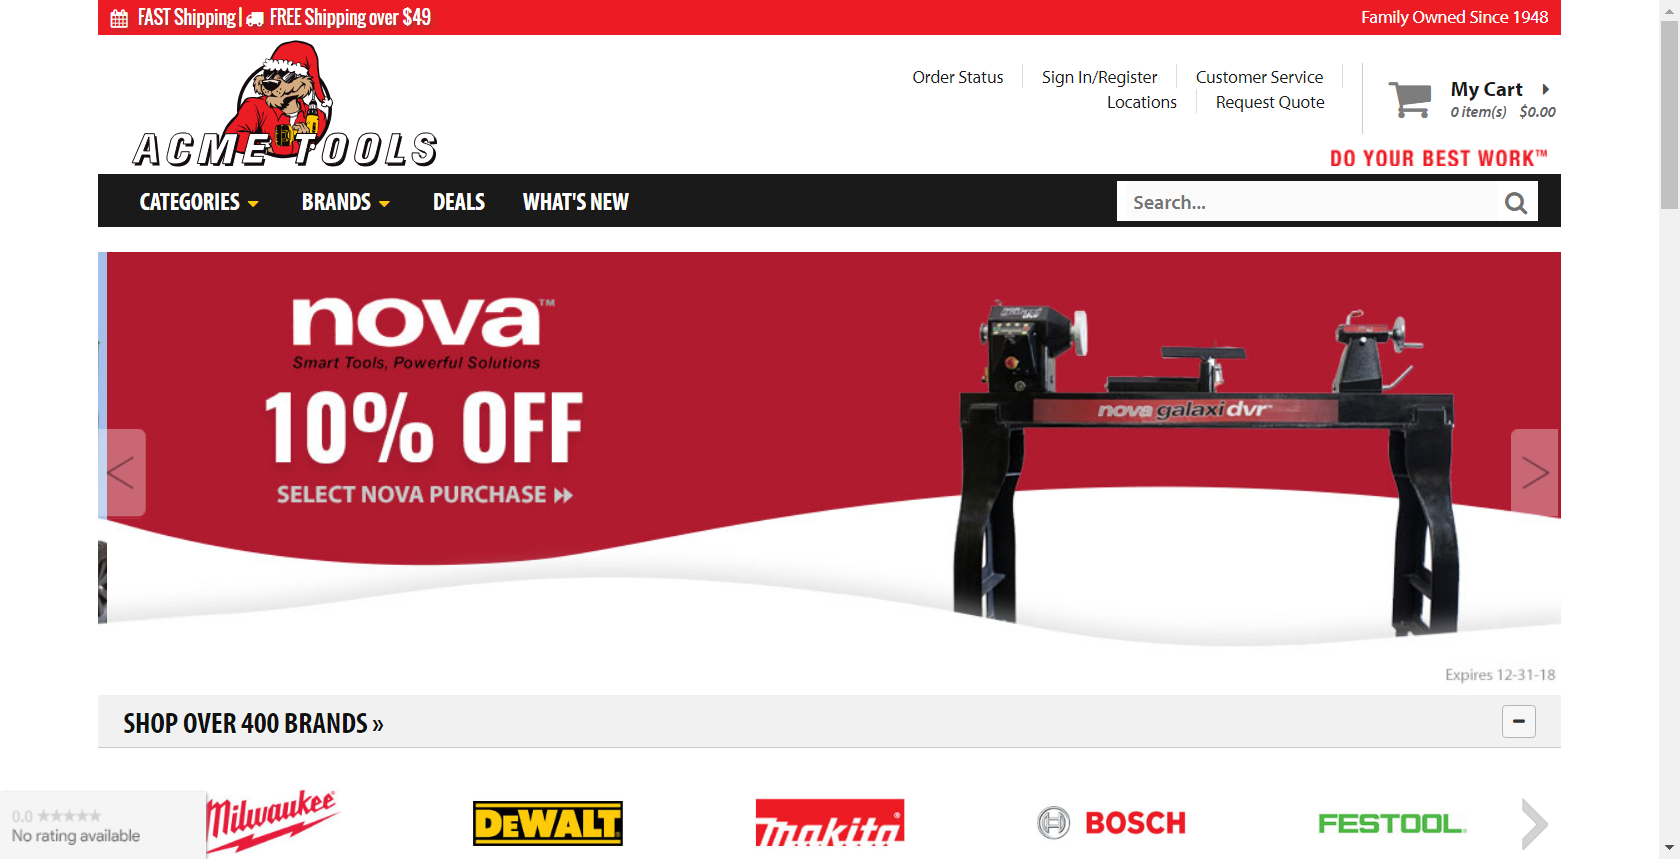 FAST Shipping | FREE Shipping over $49
Family Owned Since 1948
ACME TOOLS
Order Status
Sign In/Register
Customer Service
Locations
Request Quote
My Cart
0 item(s) $0.00
DO YOUR BEST WORK™
CATEGORIES
BRANDS
DEALS
WHAT'S NEW
Search...
nova™
Smart Tools, Powerful Solutions
10% OFF
SELECT NOVA PURCHASE
nova galaxi dvr
Expires 12-31-18
SHOP OVER 400 BRANDS »
0.0
No rating available
Milwaukee®
DEWALT
makita®
BOSCH
FESTOOL